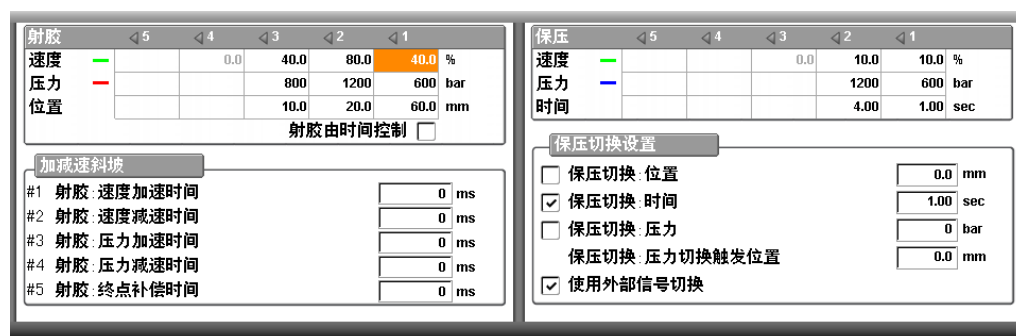 射胶 ◁5 ◁4 ◁3 ◁2 ◁1
速度 0.0 40.0 80.0 40.0 %
压力 800 1200 600 bar
位置 10.0 20.0 60.0 mm
射胶由时间控制
加减速斜坡
#1 射胶:速度加速时间 0 ms
#2 射胶:速度减速时间 0 ms
#3 射胶:压力加速时间 0 ms
#4 射胶:压力减速时间 0 ms
#5 射胶:终点补偿时间 0 ms
保压 ◁5 ◁4 ◁3 ◁2 ◁1
速度 0.0 10.0 10.0 %
压力 1200 600 bar
时间 4.00 1.00 sec
保压切换设置
保压切换:位置 0.0 mm
保压切换:时间 1.00 sec
保压切换:压力 0 bar
保压切换:压力切换触发位置 0.0 mm
使用外部信号切换